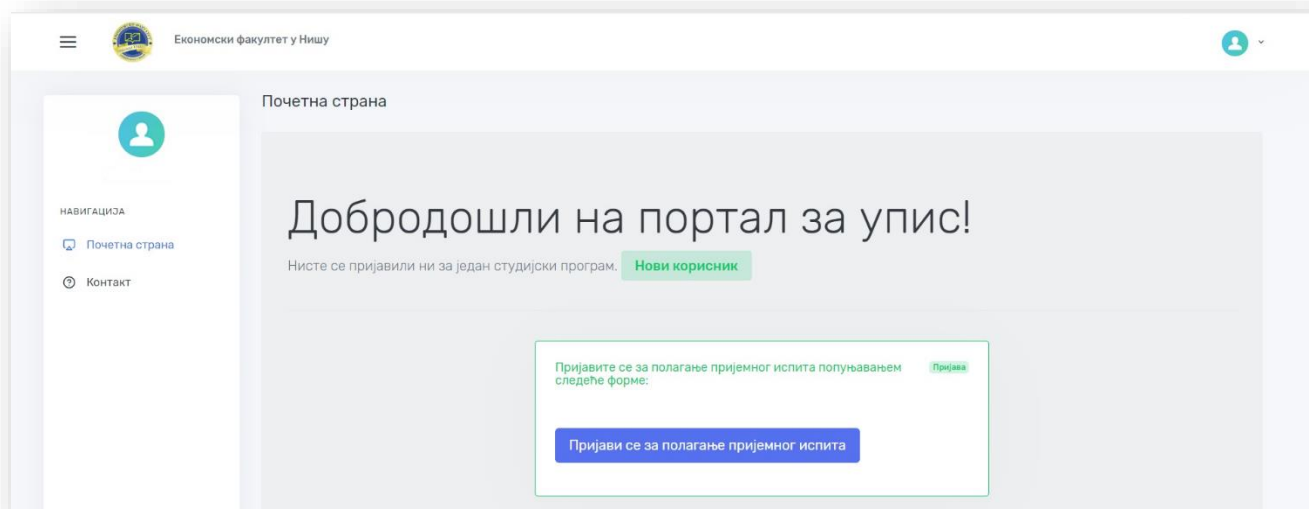 Економски факултет у Нишу
Почетна страна
НАВИГАЦИЈА
Почетна страна
Контакт
Добродошли на портал за упис!
Нисте се пријавили ни за један студијски програм. Нови корисник
Пријавите се за полагање пријемног испита попуњавањем Пријава
следеће форме:
Пријави се за полагање пријемног испита